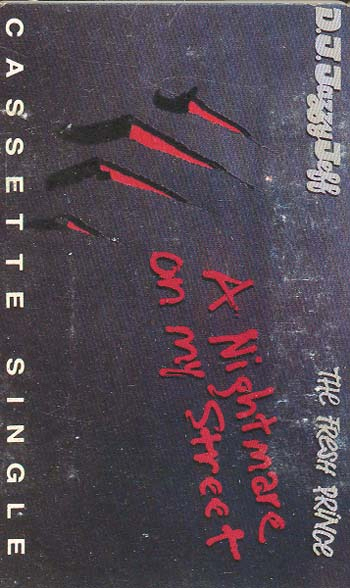 D.J. Jazzy Jeff
THE FRESH PRINCE
A Nightmare
on my
Street
CASSETTE SINGLE